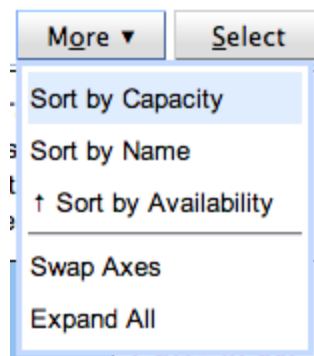 More ▼ Select
Sort by Capacity
Sort by Name
↑ Sort by Availability
Swap Axes
Expand All